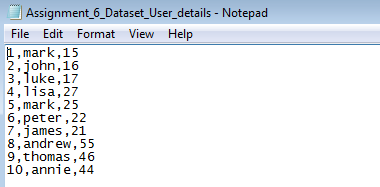 Assignment_6_Dataset_User_details - Notepad
File Edit Format View Help
1,mark,15
2,john,16
3,luke,17
4,lisa,27
5,mark,25
6,peter,22
7,james,21
8,andrew,55
9,thomas,46
10,annie,44